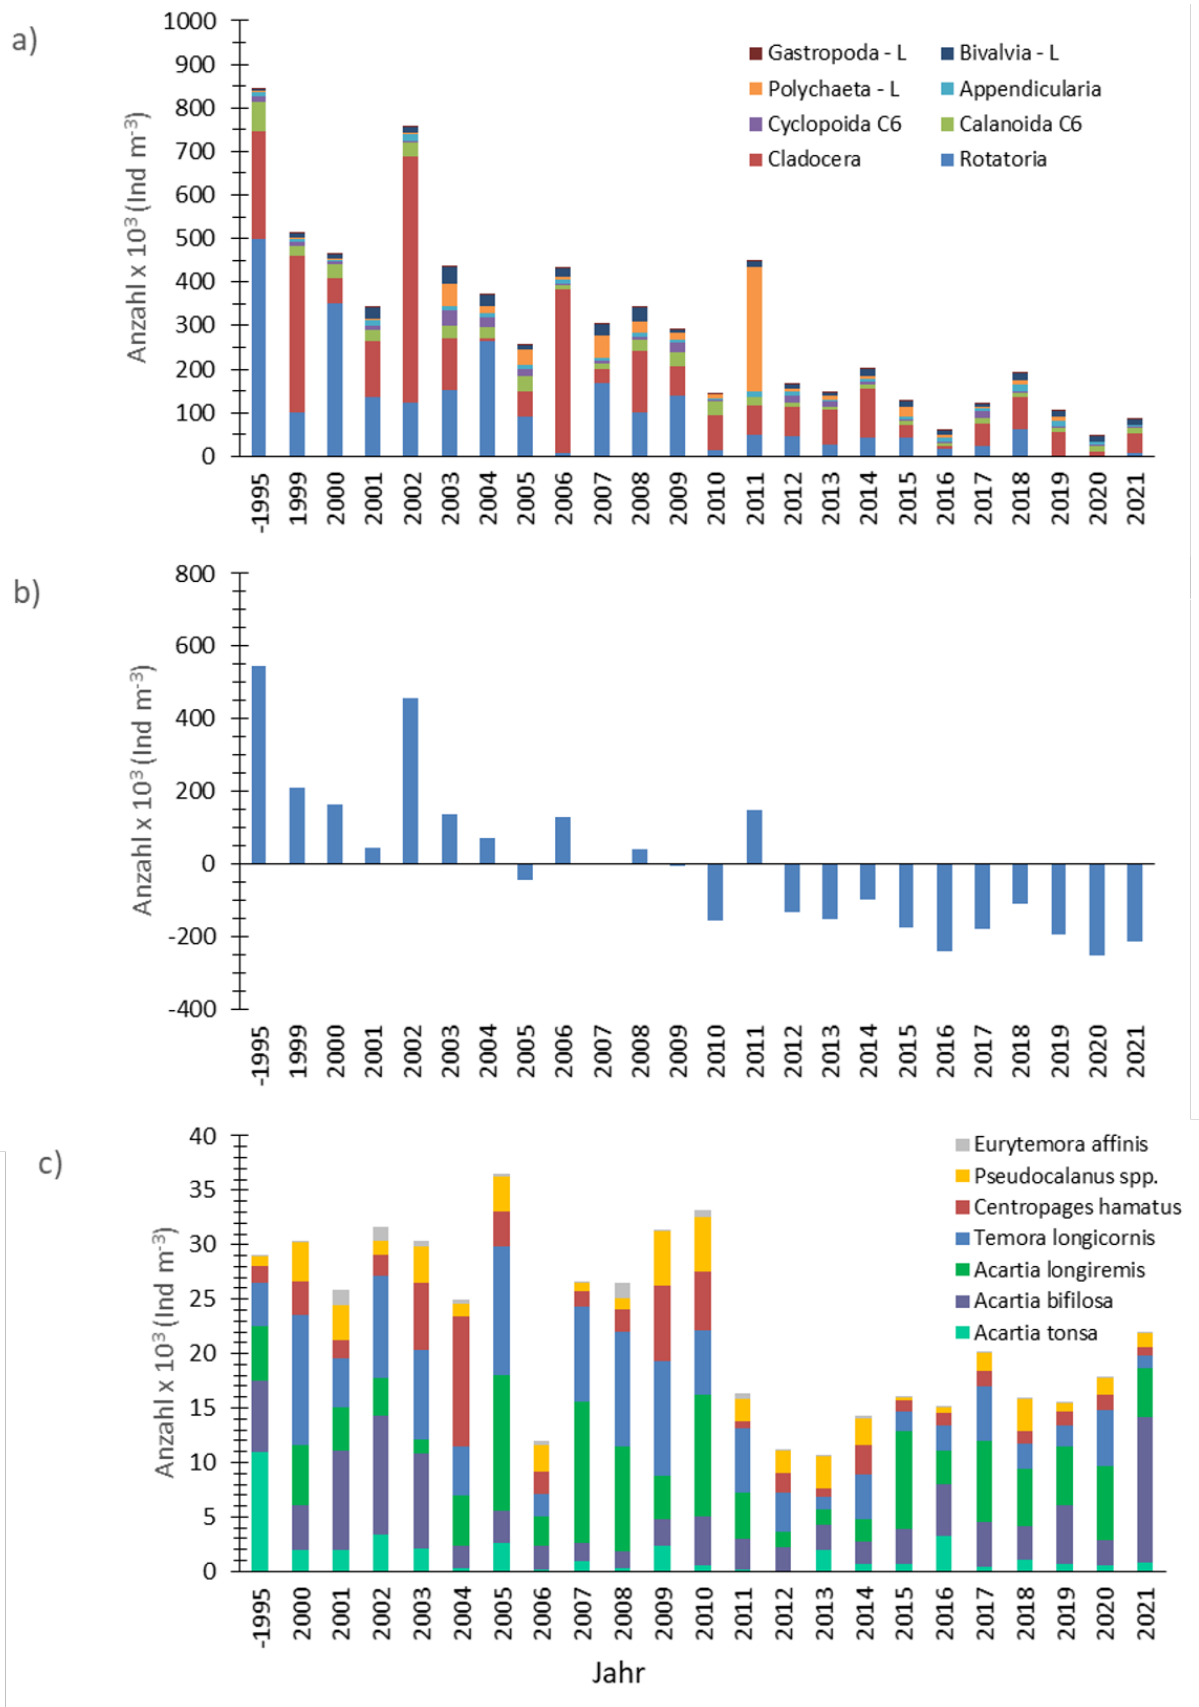 a)
Anzahl x 10³ (Ind m⁻³)
1000
900
800
700
600
500
400
300
200
100
0
Gastropoda - L
Bivalvia - L
Polychaeta - L
Appendicularia
Cyclopoida C6
Calanoida C6
Cladocera
Rotatoria
-1995 1999 2000 2001 2002 2003 2004 2005 2006 2007 2008 2009 2010 2011 2012 2013 2014 2015 2016 2017 2018 2019 2020 2021
b)
Anzahl x 10³ (Ind m⁻³)
800
600
400
200
0
-200
-400
-1995 1999 2000 2001 2002 2003 2004 2005 2006 2007 2008 2009 2010 2011 2012 2013 2014 2015 2016 2017 2018 2019 2020 2021
c)
Anzahl x 10³ (Ind m⁻³)
40
35
30
25
20
15
10
5
0
Eurytemora affinis
Pseudocalanus spp.
Centropages hamatus
Temora longicornis
Acartia longiremis
Acartia bifilosa
Acartia tonsa
-1995 2000 2001 2002 2003 2004 2005 2006 2007 2008 2009 2010 2011 2012 2013 2014 2015 2016 2017 2018 2019 2020 2021
Jahr